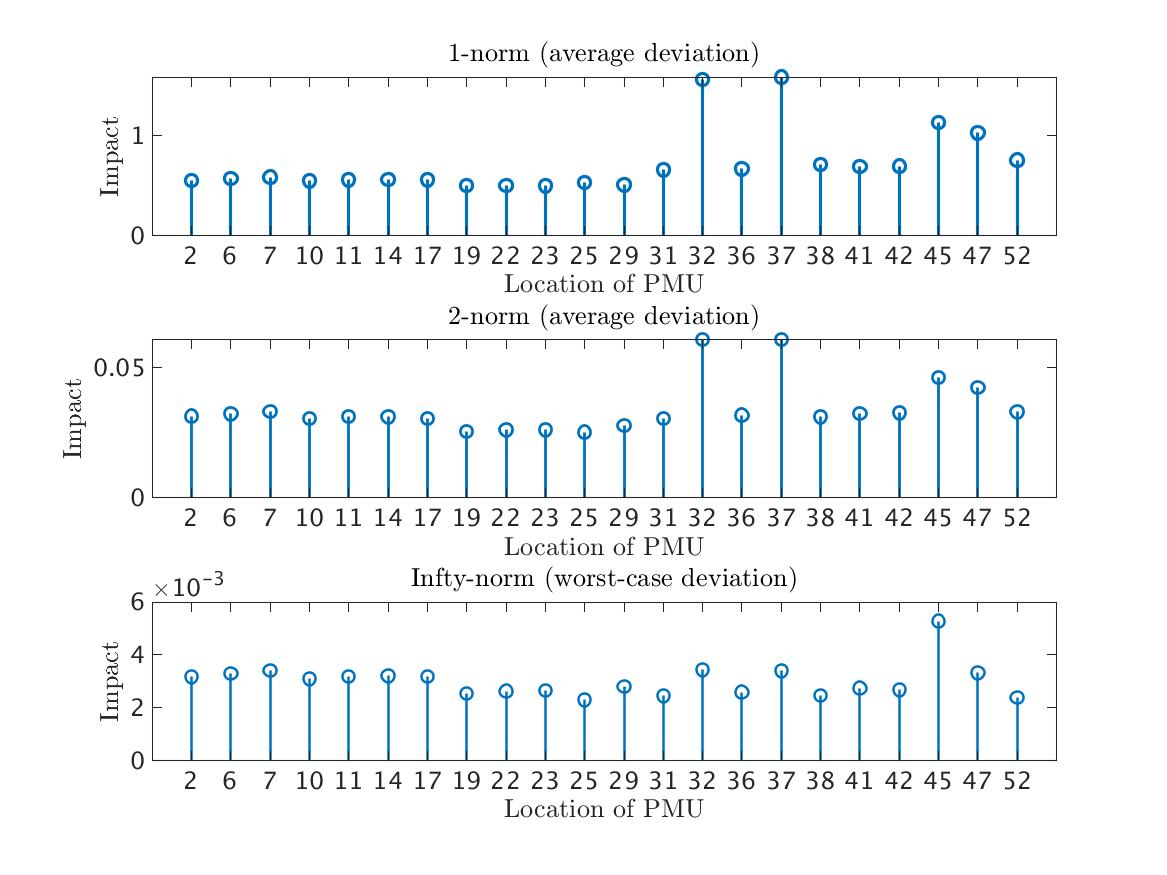 1-norm (average deviation)
1
Impact
0
2 6 7 10 11 14 17 19 22 23 25 29 31 32 36 37 38 41 42 45 47 52
Location of PMU
2-norm (average deviation)
0.05
Impact
0
2 6 7 10 11 14 17 19 22 23 25 29 31 32 36 37 38 41 42 45 47 52
Location of PMU
Infty-norm (worst-case deviation)
×10⁻³
6
4
Impact
2
0
2 6 7 10 11 14 17 19 22 23 25 29 31 32 36 37 38 41 42 45 47 52
Location of PMU